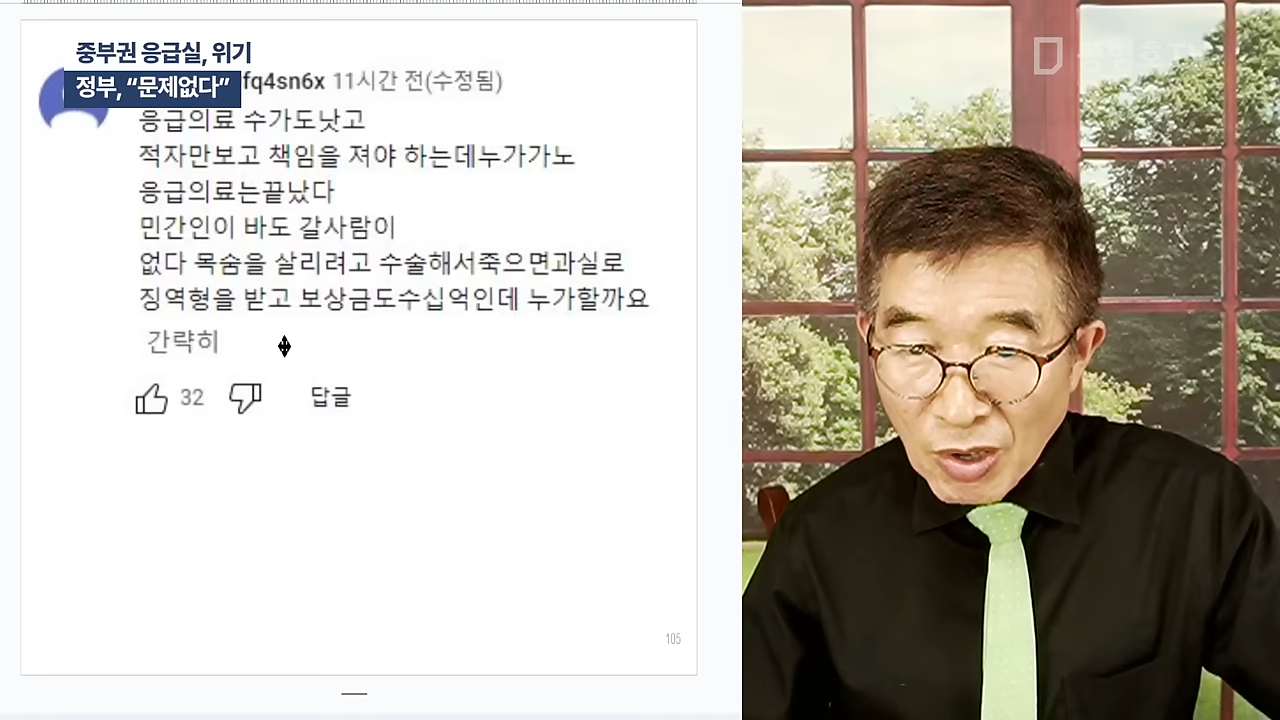 중부권 응급실, 위기
정부, “문제없다”
fq4sn6x 11시간 전(수정됨)
응급의료 수가도낫고
적자만보고 책임을 져야 하는데누가가노
응급의료는끝났다
민간인이 바도 갈사람이
없다 목숨을 살리려고 수술해서죽으면과실로
징역형을 받고 보상금도수십억인데 누가할까요
간략히
32
답글
105